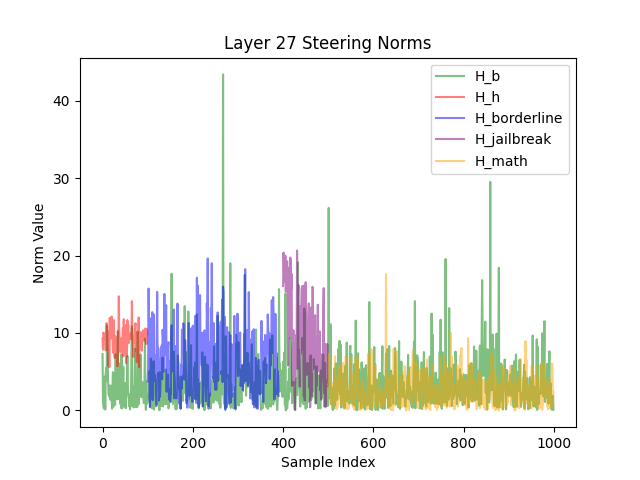 Layer 27 Steering Norms
H_b
H_h
H_borderline
H_jailbreak
H_math
Norm Value
40
30
20
10
0
0 200 400 600 800 1000
Sample Index